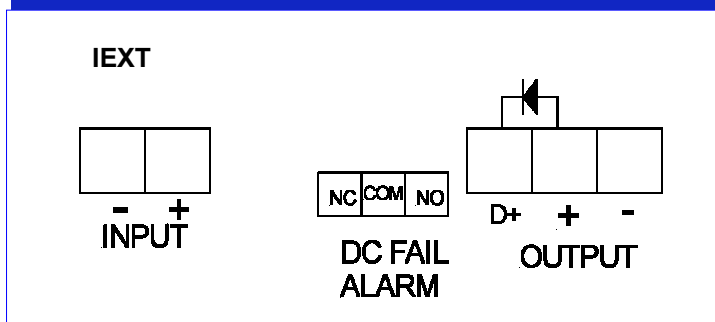 IEXT
- +
INPUT
NC COM NO
DC FAIL
ALARM
D+ + -
OUTPUT